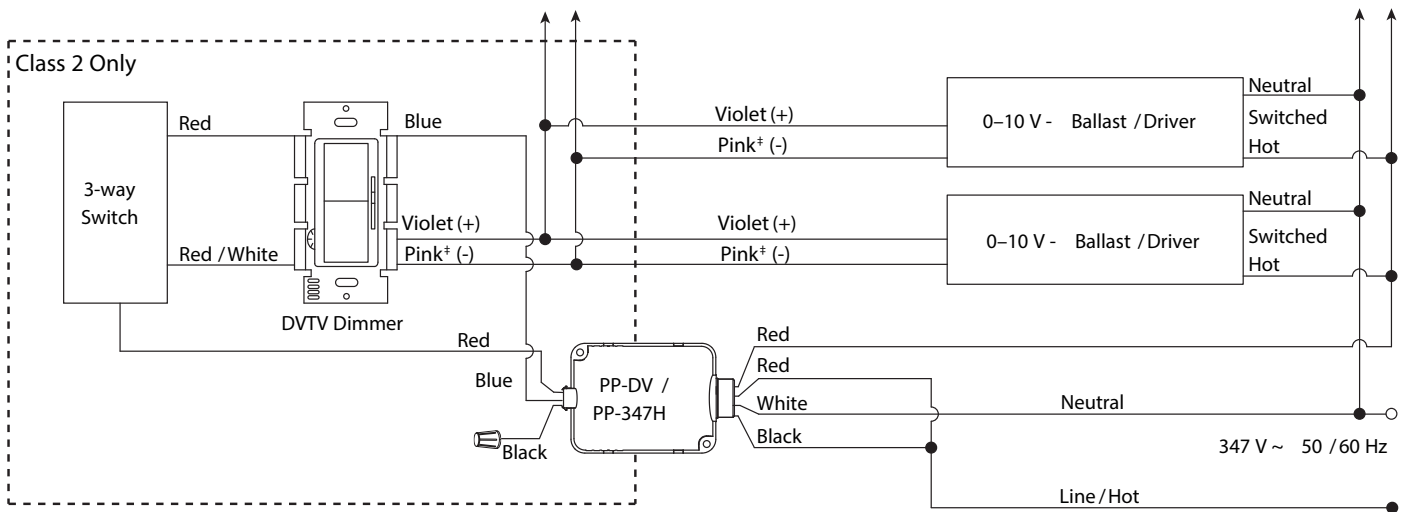 Class 2 Only
Red
Blue
3-way
Switch
Red / White
Violet (+)
Pink‡ (-)
DVTV Dimmer
Violet (+)
Pink‡ (-)
0–10 V - Ballast / Driver
Neutral
Switched
Hot
Violet (+)
Pink‡ (-)
0–10 V - Ballast / Driver
Neutral
Switched
Hot
Red
Blue
Black
PP-DV /
PP-347H
Red
Red
White
Neutral
Black
347 V ~ 50 / 60 Hz
Line / Hot